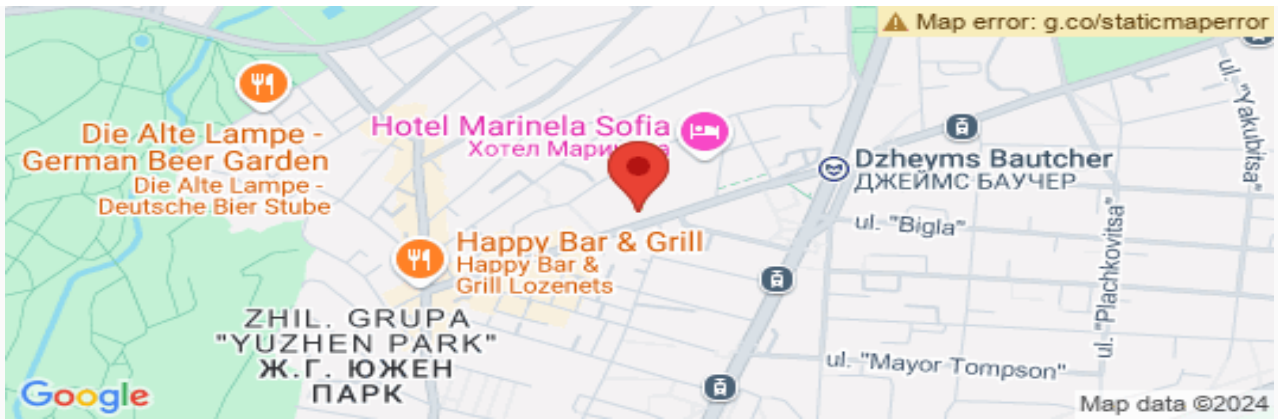 Map error: g.co/staticmaperror
Die Alte Lampe -
German Beer Garden
Die Alte Lampe -
Deutsche Bier Stube
Hotel Marinela Sofia
Хотел
Dzheyms Bautcher
ДЖЕЙМС БАУЧЕР
ul. "Yakubitsa"
ul. "Bigla"
ul. "Plachkovitsa"
Happy Bar & Grill
Happy Bar &
Grill Lozenets
ZHIL. GRUPA
"YUZHEN PARK"
Ж.Г. ЮЖЕН
ПАРК
ul. "Mayor Tompson"
Google
Map data ©2024